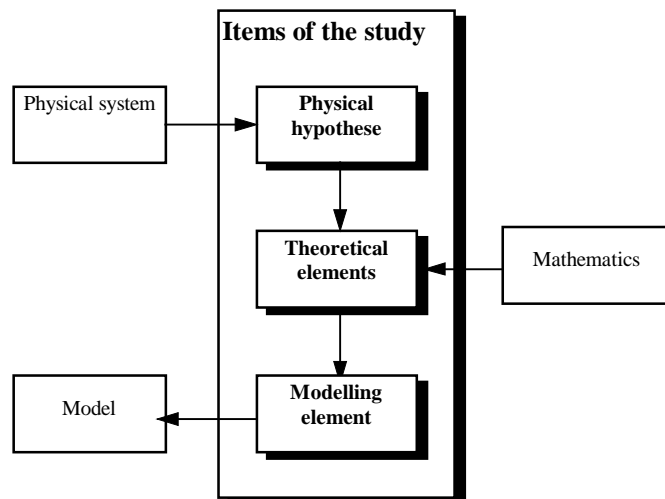 Items of the study
Physical system
Physical
hypothese
Theoretical
elements
Mathematics
Model
Modelling
element